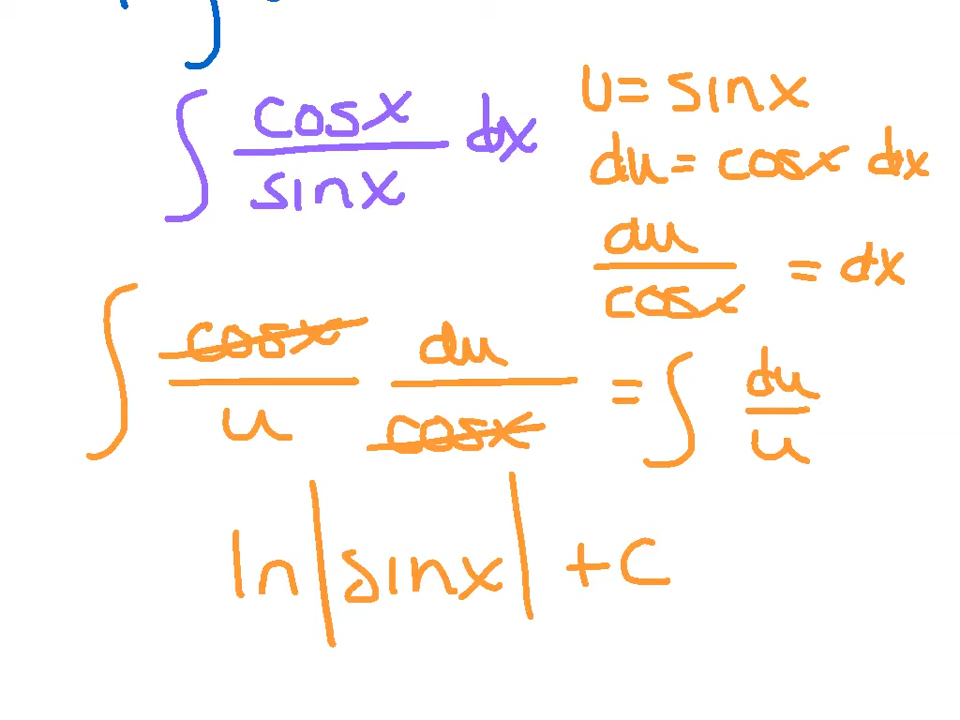 ∫ cosx/sinx dx
u = sinx
du = cosx dx
du/cosx = dx
∫ cosx/u du/cosx = ∫ du/u
ln|sinx| + C